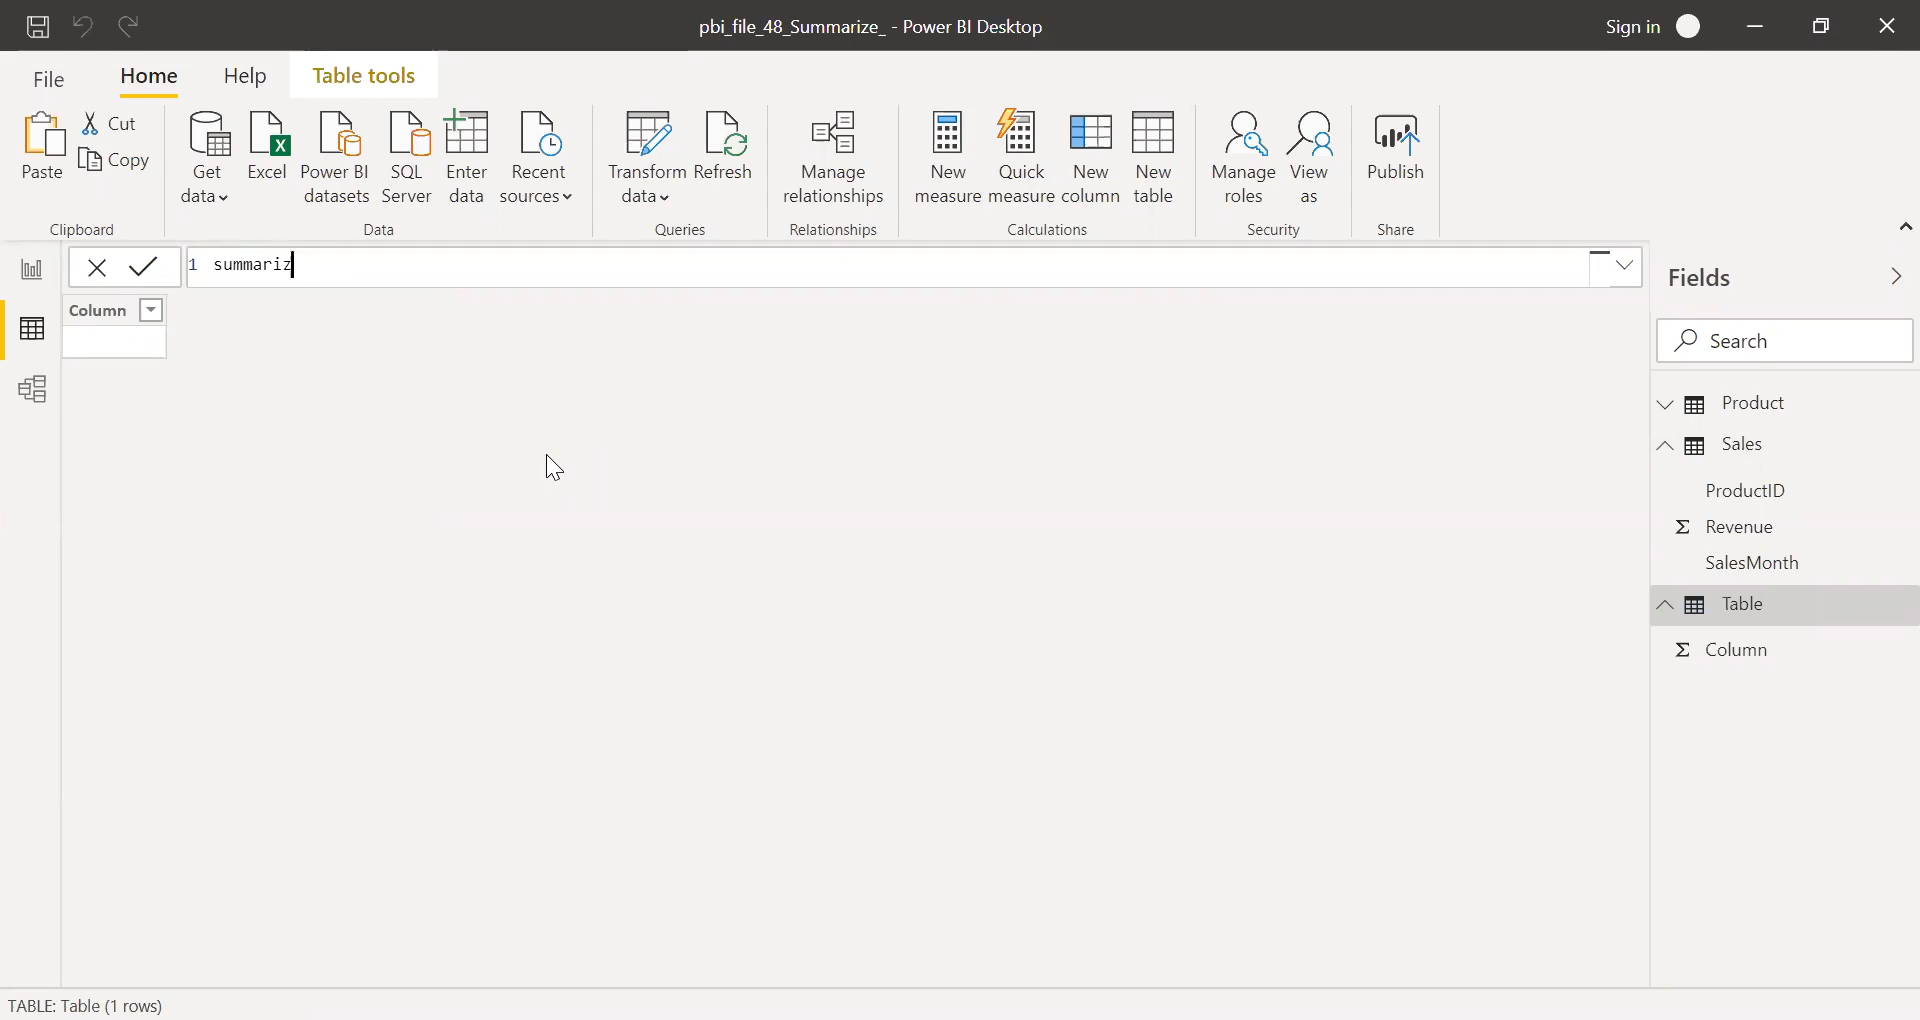 pbi_file_48_Summarize_ - Power BI Desktop
Sign in
File
Home
Help
Table tools
Paste
Cut
Copy
Clipboard
Get data
Excel
Power BI datasets
SQL Server
Enter data
Recent sources
Data
Transform data
Refresh
Queries
Manage relationships
Relationships
New measure
Quick measure
New column
New table
Calculations
Manage roles
View as
Security
Publish
Share
1 summariz
Column
Fields
Search
Product
Sales
ProductID
Σ Revenue
SalesMonth
Table
Σ Column
TABLE: Table (1 rows)